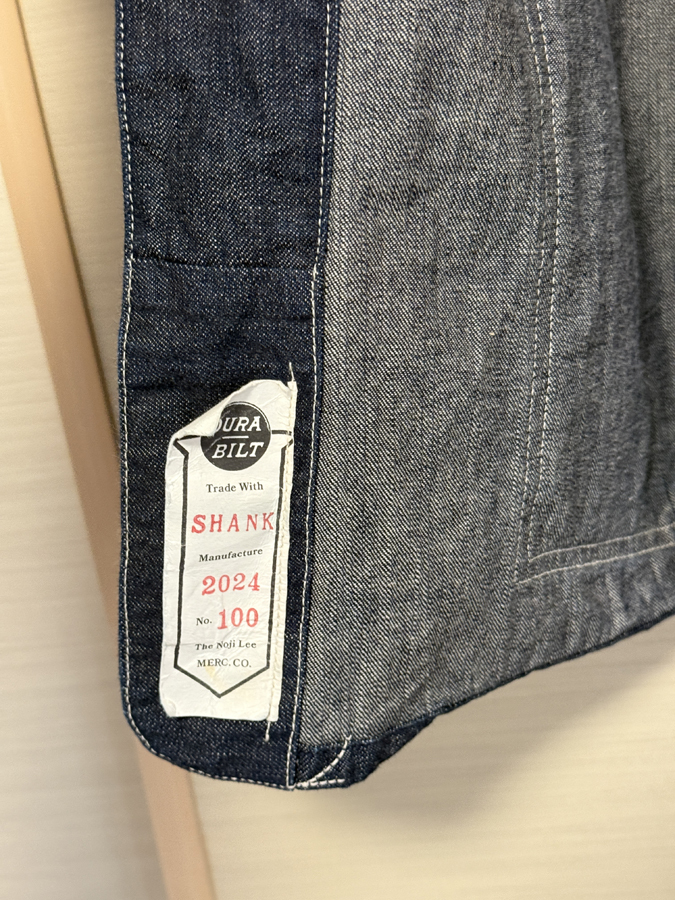 DURA
BILT
Trade With
SHANK
Manufacture
2024
No. 100
The Noji Lee
MERC. CO.